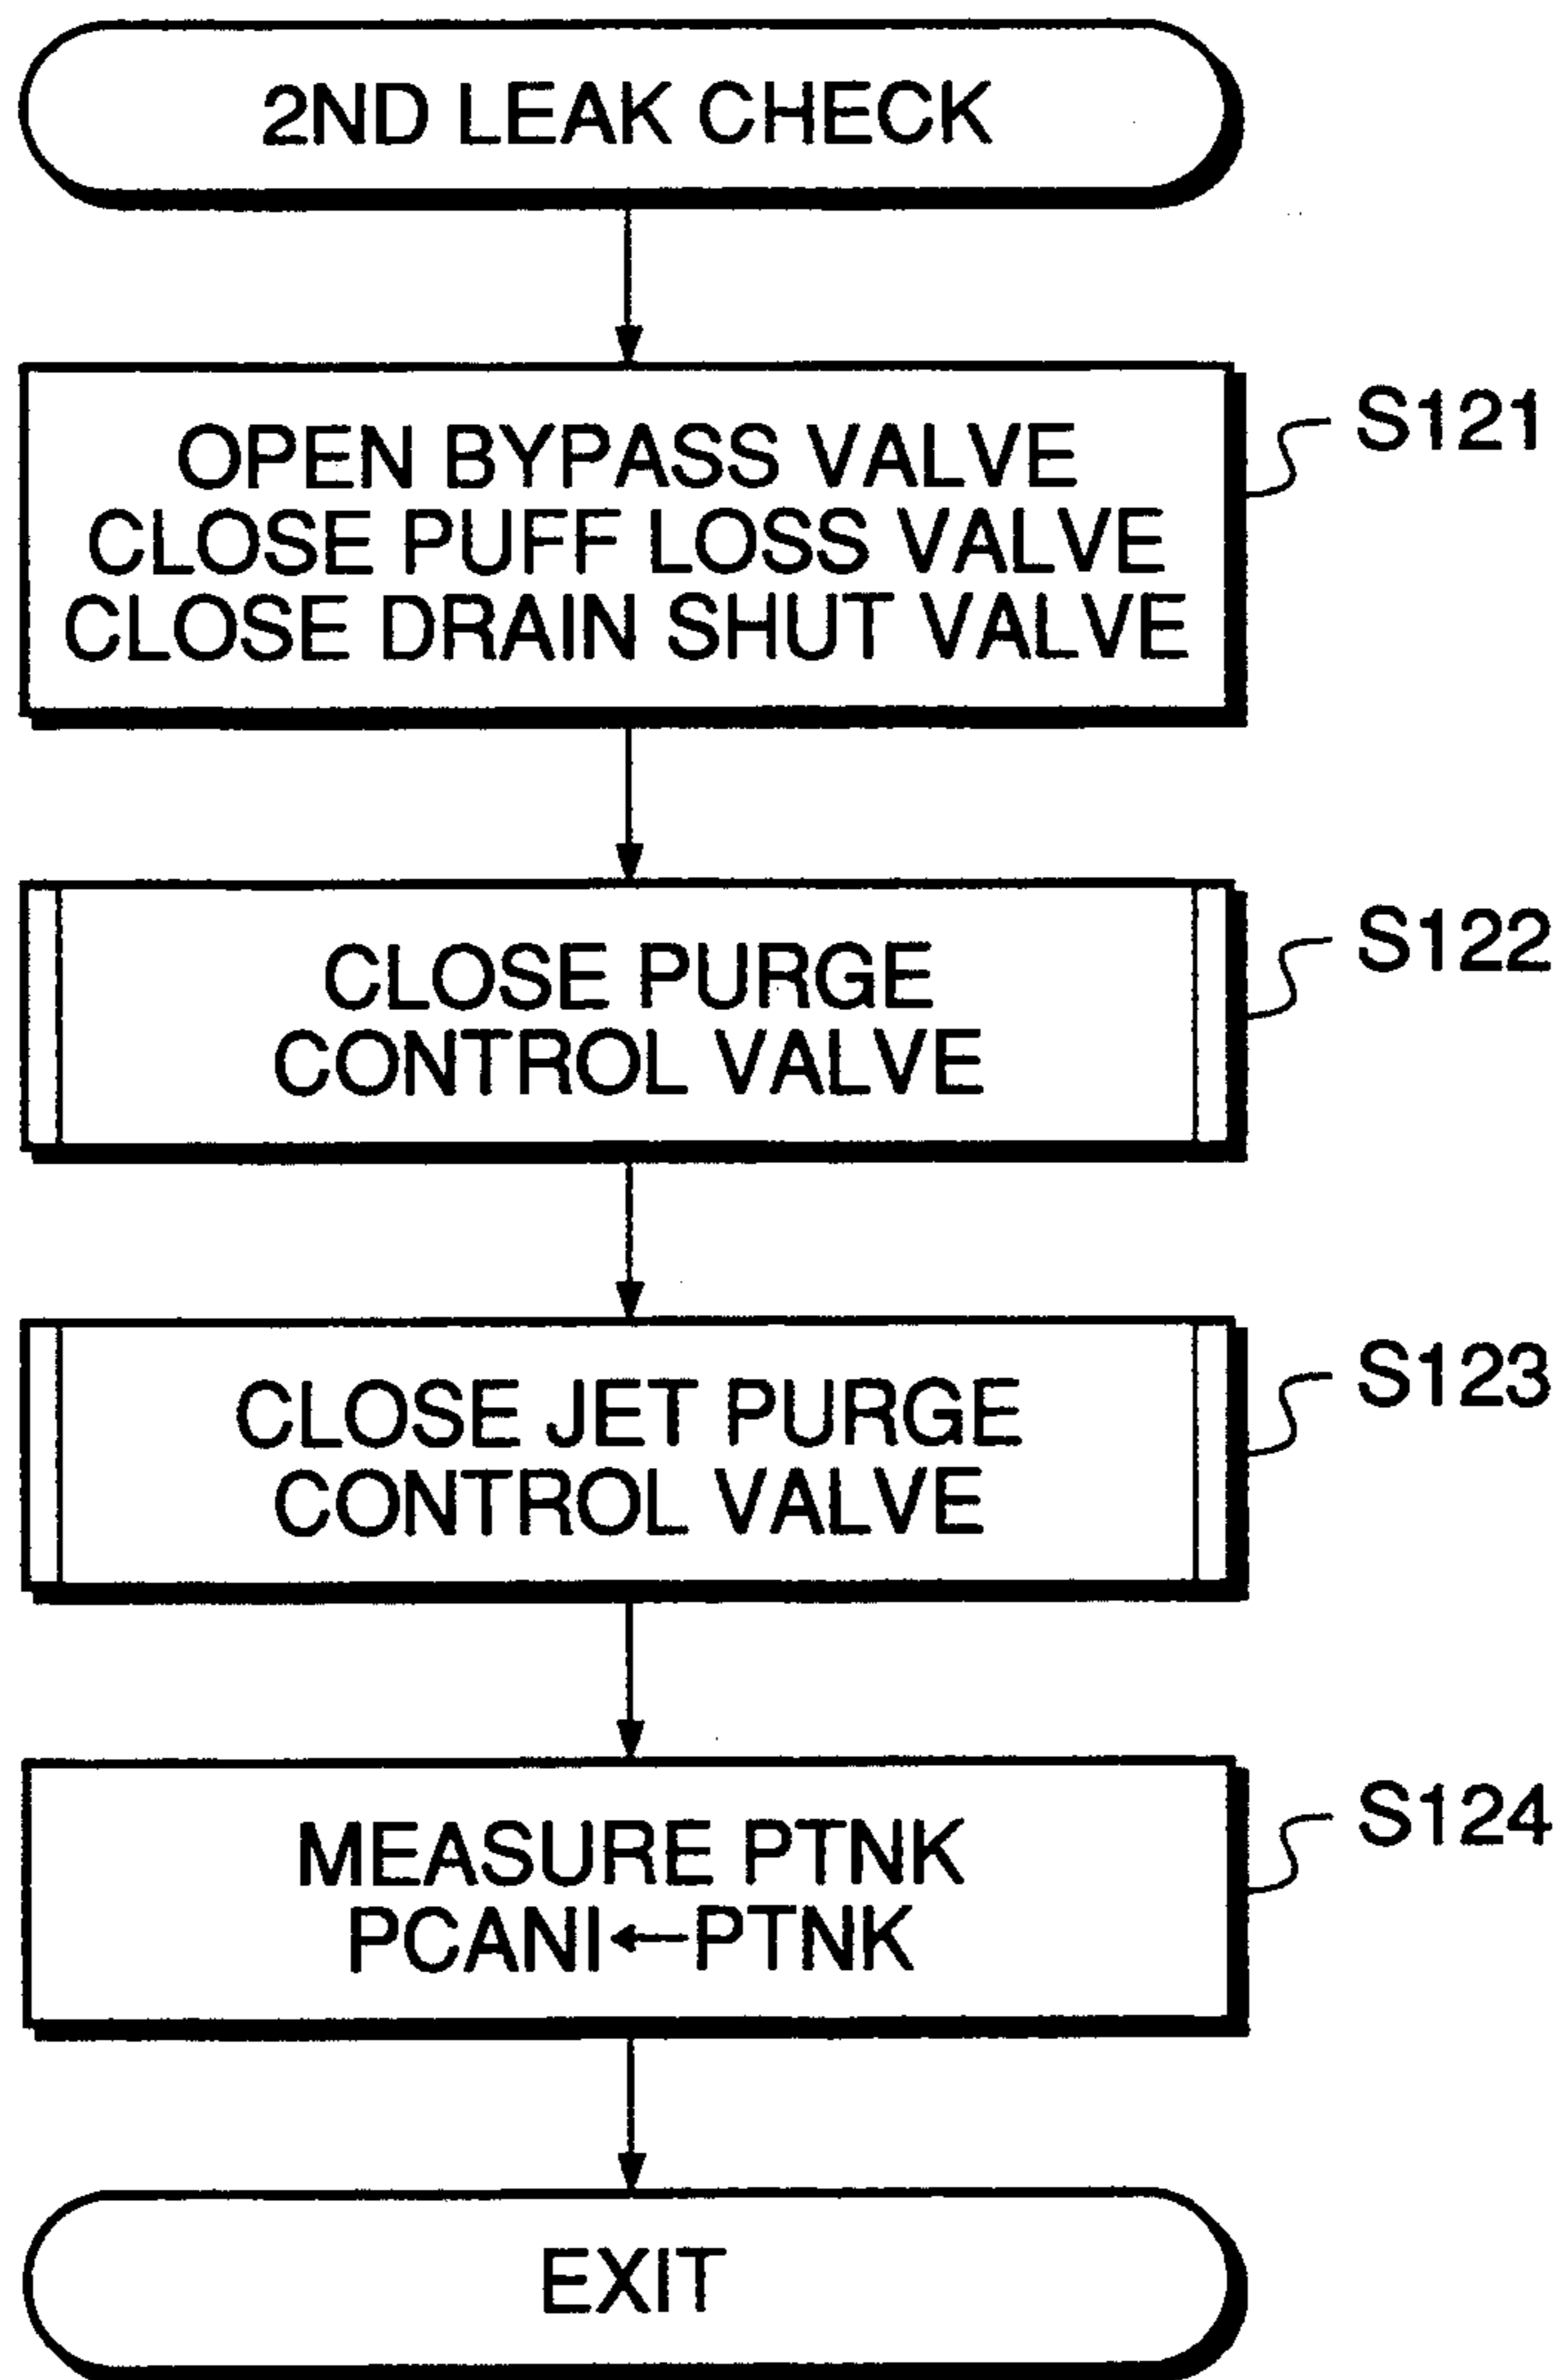 2ND LEAK CHECK
OPEN BYPASS VALVE
CLOSE PUFF LOSS VALVE
CLOSE DRAIN SHUT VALVE
S121
CLOSE PURGE
CONTROL VALVE
S122
CLOSE JET PURGE
CONTROL VALVE
S123
MEASURE PTNK
PCANI←PTNK
S124
EXIT